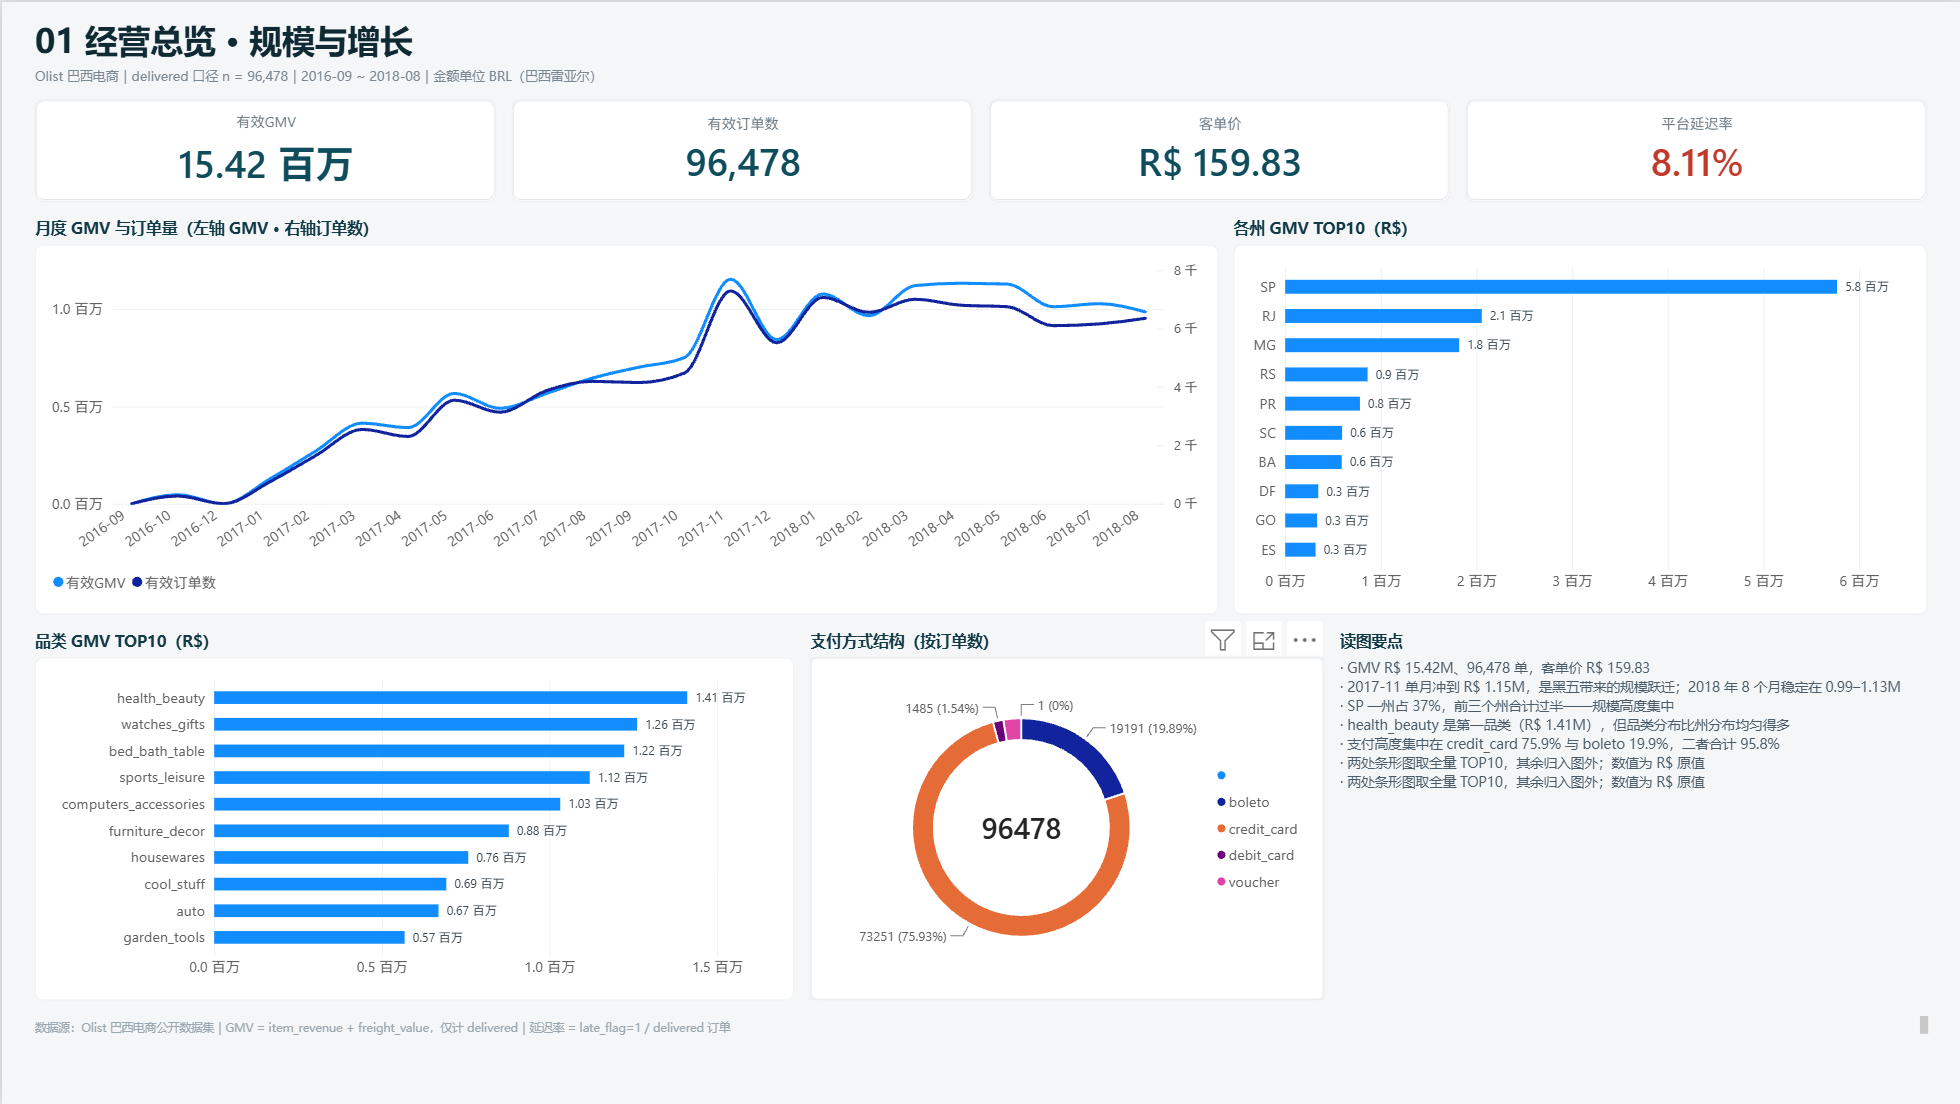 01 经营总览 • 规模与增长
Olist 巴西电商 | delivered 口径 n = 96,478 | 2016-09 ~ 2018-08 | 金额单位 BRL（巴西雷亚尔）
有效GMV
15.42 百万
有效订单数
96,478
客单价
R$ 159.83
平台延迟率
8.11%
月度 GMV 与订单量（左轴 GMV • 右轴订单数）
1.0 百万
0.5 百万
0.0 百万
8 千
6 千
4 千
2 千
0 千
2016-09
2016-10
2016-12
2017-01
2017-02
2017-03
2017-04
2017-05
2017-06
2017-07
2017-08
2017-09
2017-10
2017-11
2017-12
2018-01
2018-02
2018-03
2018-04
2018-05
2018-06
2018-07
2018-08
有效GMV
有效订单数
各州 GMV TOP10（R$）
SP 5.8 百万
RJ 2.1 百万
MG 1.8 百万
RS 0.9 百万
PR 0.8 百万
SC 0.6 百万
BA 0.6 百万
DF 0.3 百万
GO 0.3 百万
ES 0.3 百万
0 百万 1 百万 2 百万 3 百万 4 百万 5 百万 6 百万
品类 GMV TOP10（R$）
health_beauty 1.41 百万
watches_gifts 1.26 百万
bed_bath_table 1.22 百万
sports_leisure 1.12 百万
computers_accessories 1.03 百万
furniture_decor 0.88 百万
housewares 0.76 百万
cool_stuff 0.69 百万
auto 0.67 百万
garden_tools 0.57 百万
0.0 百万 0.5 百万 1.0 百万 1.5 百万
支付方式结构（按订单数）
1485 (1.54%)
1 (0%)
19191 (19.89%)
96478
73251 (75.93%)
boleto
credit_card
debit_card
voucher
读图要点
· GMV R$ 15.42M、96,478 单，客单价 R$ 159.83
· 2017-11 单月冲到 R$ 1.15M，是黑五带来的规模跃迁；2018 年 8 个月稳定在 0.99–1.13M
· SP 一州占 37%，前三个州合计过半——规模高度集中
· health_beauty 是第一品类（R$ 1.41M），但品类分布比州分布均匀得多
· 支付高度集中在 credit_card 75.9% 与 boleto 19.9%，二者合计 95.8%
· 两处条形图取全量 TOP10，其余归入图外；数值为 R$ 原值
· 两处条形图取全量 TOP10，其余归入图外；数值为 R$ 原值
数据源：Olist 巴西电商公开数据集 | GMV = item_revenue + freight_value，仅计 delivered | 延迟率 = late_flag=1 / delivered 订单